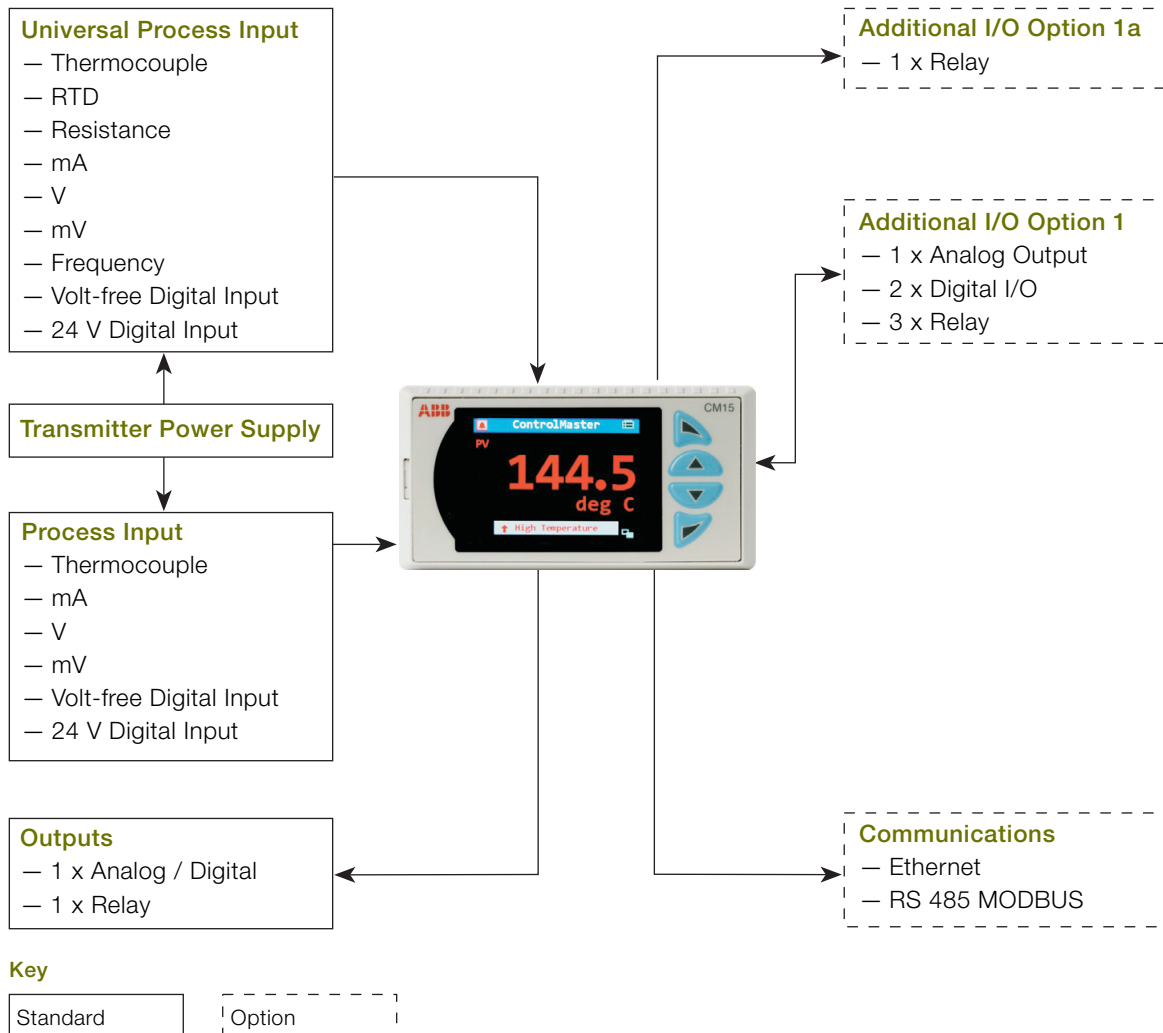 Universal Process Input
— Thermocouple
— RTD
— Resistance
— mA
— V
— mV
— Frequency
— Volt-free Digital Input
— 24 V Digital Input
Transmitter Power Supply
Process Input
— Thermocouple
— mA
— V
— mV
— Volt-free Digital Input
— 24 V Digital Input
Outputs
— 1 x Analog / Digital
— 1 x Relay
ABB
CM15
ControlMaster
PV
144.5
deg C
High Temperature
Additional I/O Option 1a
— 1 x Relay
Additional I/O Option 1
— 1 x Analog Output
— 2 x Digital I/O
— 3 x Relay
Communications
— Ethernet
— RS 485 MODBUS
Key
Standard
Option